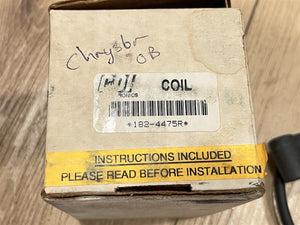 Chrysler
OB
COIL
*182-4475R*
INSTRUCTIONS INCLUDED
PLEASE READ BEFORE INSTALLATION